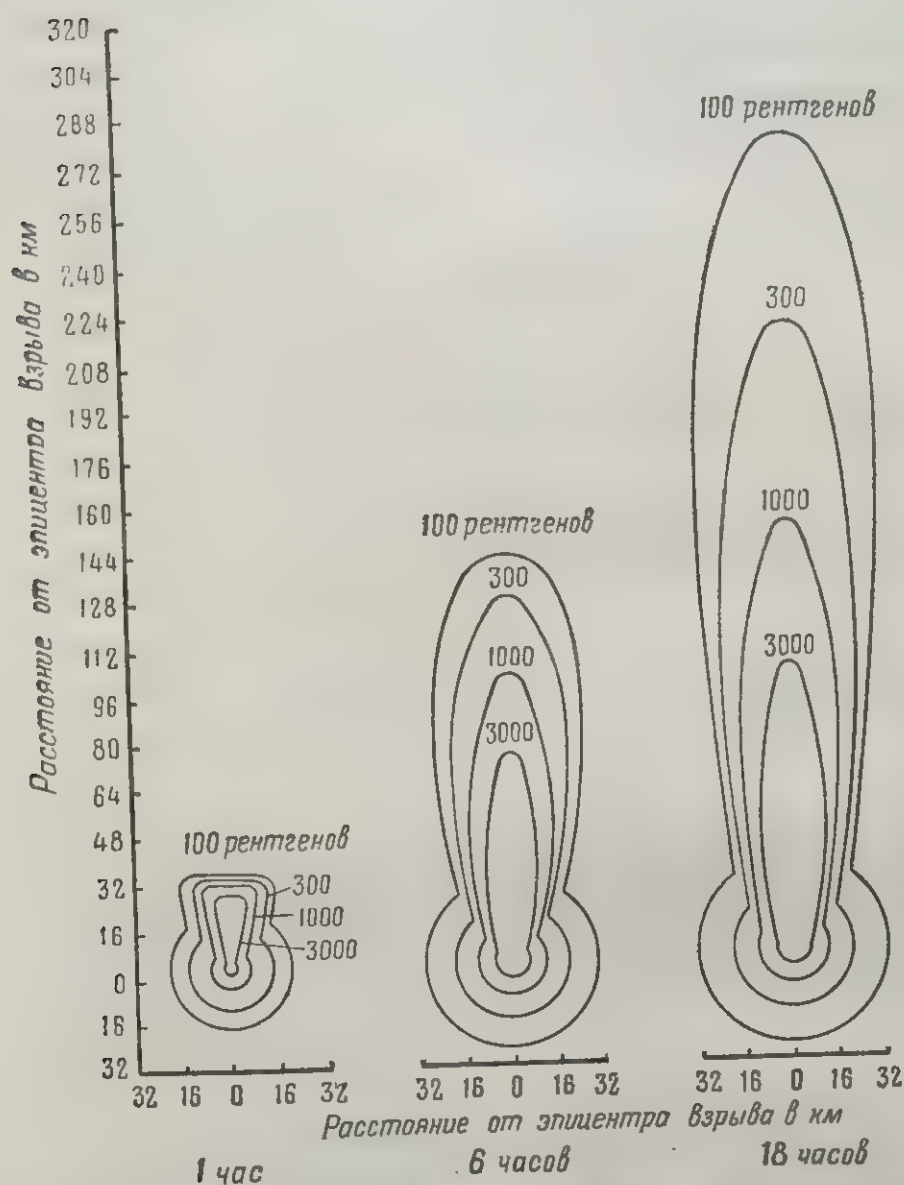 320
304
288
272
256
240
224
208
192
176
160
144
128
112
96
80
64
48
32
16
0
16
32
Расстояние от эпицентра взрыва в км
100 рентгенов
300
1000
3000
100 рентгенов
300
1000
3000
100 рентгенов
300
1000
3000
32 16 0 16 32
32 16 0 16 32
32 16 0 16 32
Расстояние от эпицентра взрыва в км
1 час
6 часов
18 часов